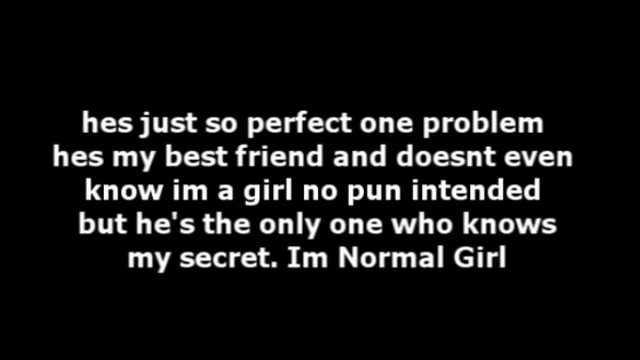 hes just so perfect one problem
hes my best friend and doesnt even
know im a girl no pun intended
but he's the only one who knows
my secret. Im Normal Girl